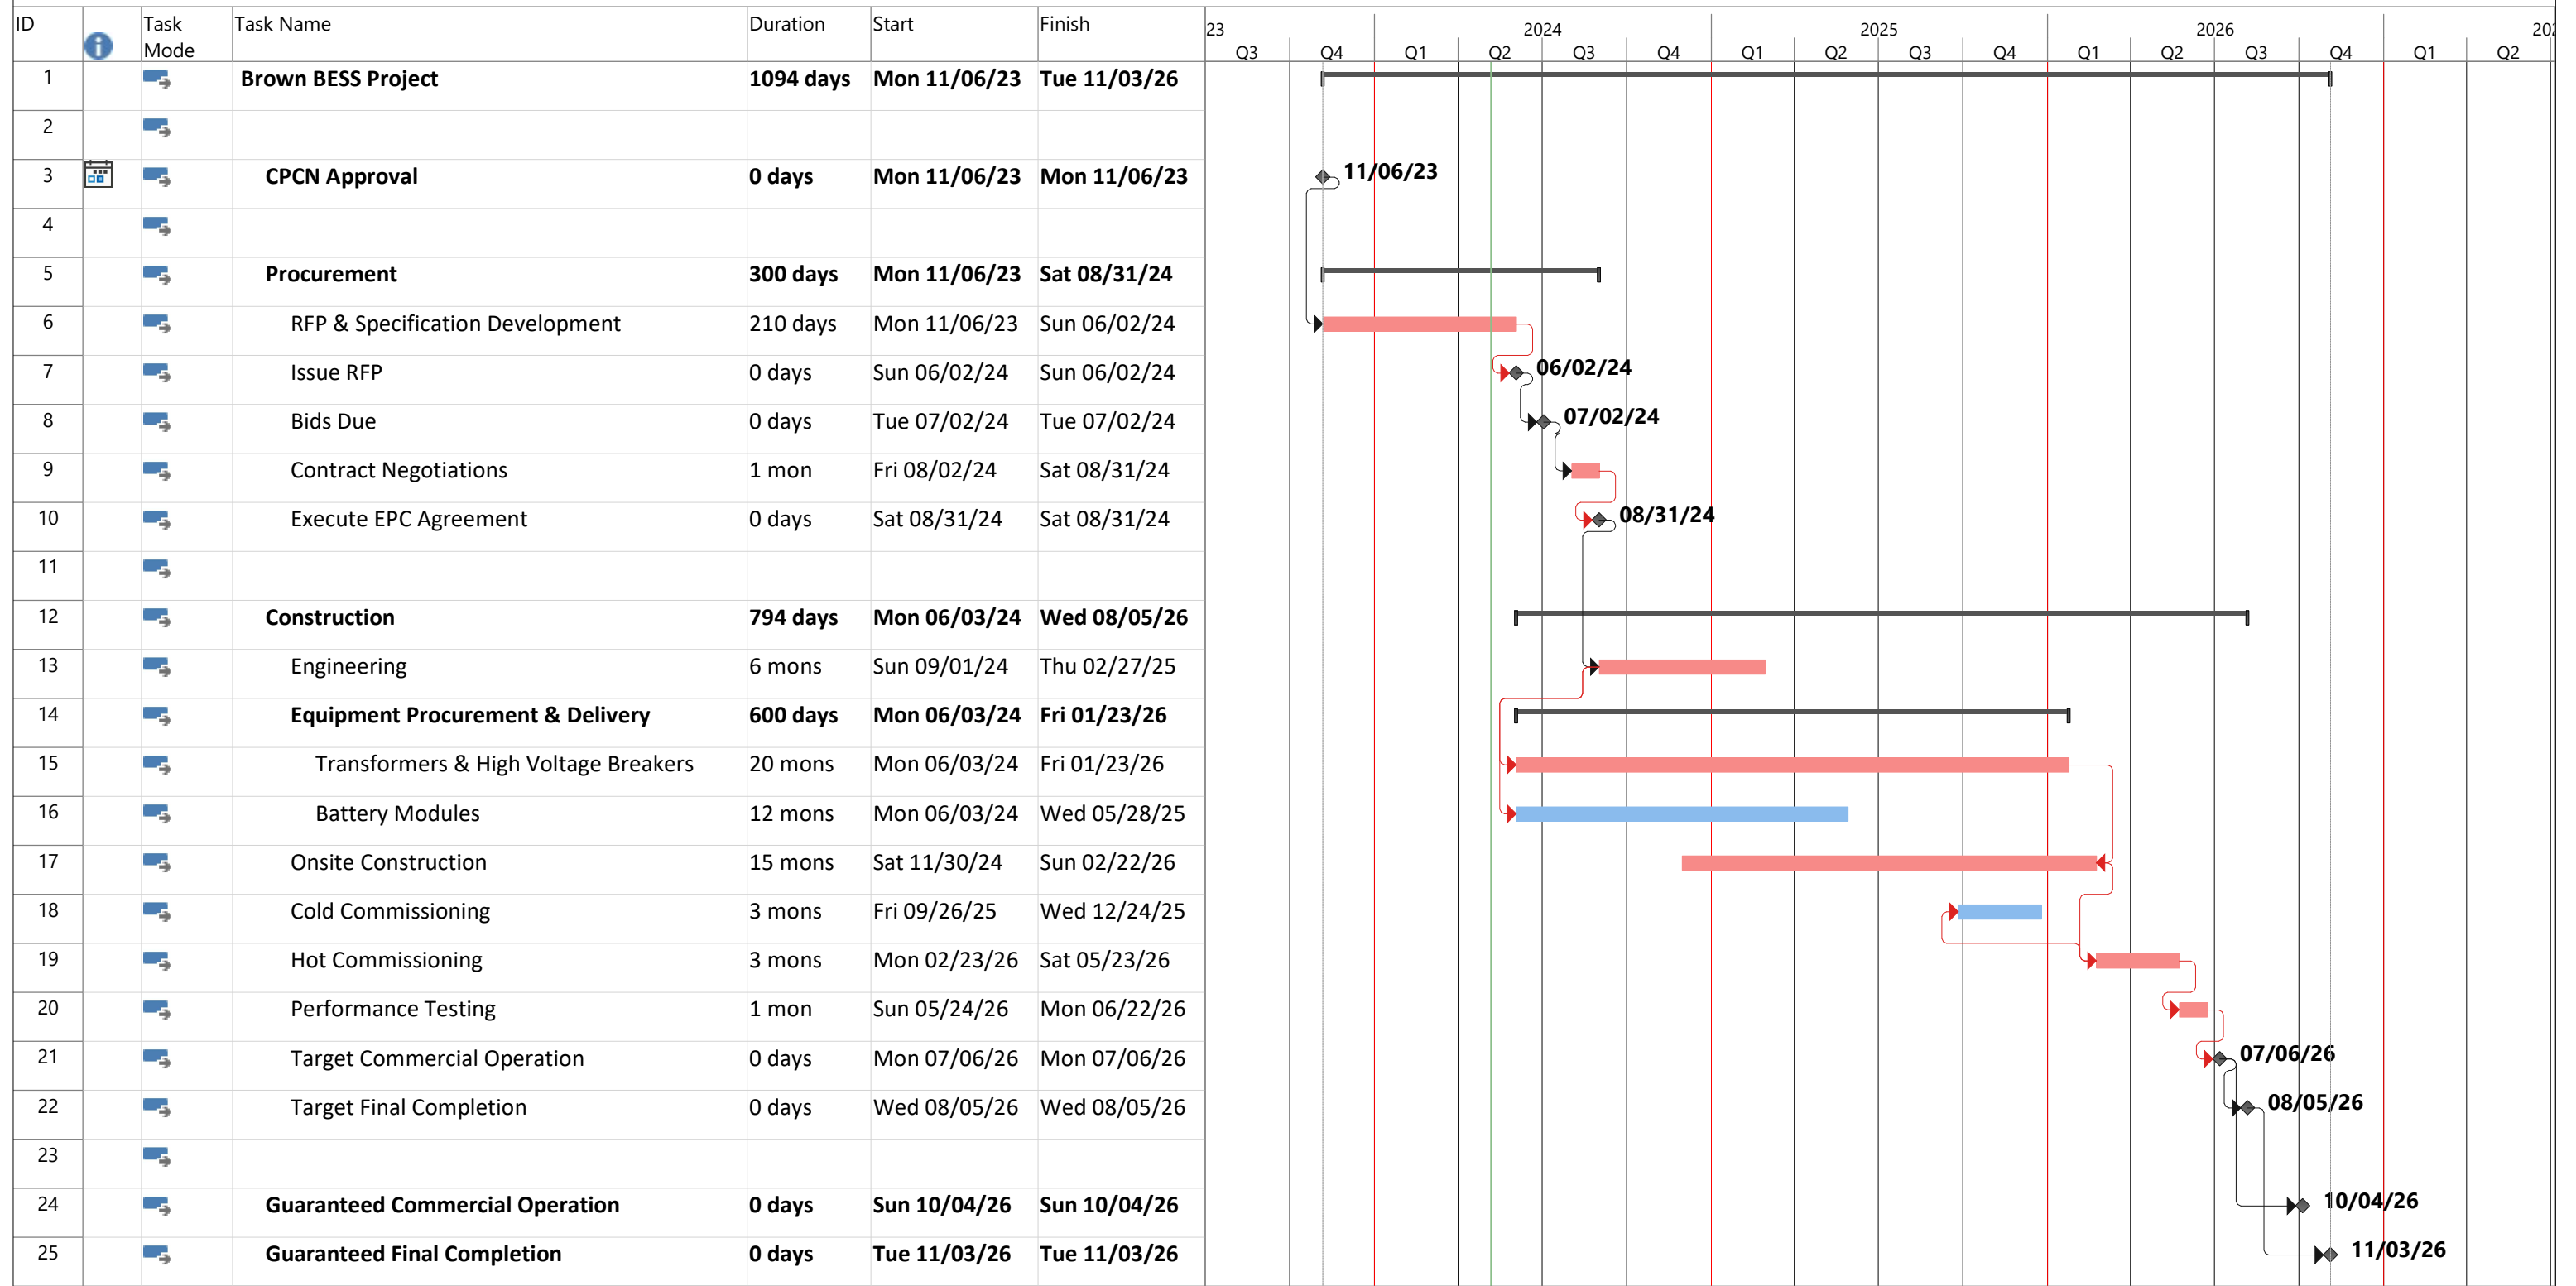 ID Task Mode Task Name Duration Start Finish
23 2024 2025 2026 202
Q3 Q4 Q1 Q2 Q3 Q4 Q1 Q2 Q3 Q4 Q1 Q2 Q3 Q4 Q1 Q2
1 Brown BESS Project 1094 days Mon 11/06/23 Tue 11/03/26
2
3 CPCN Approval 0 days Mon 11/06/23 Mon 11/06/23 11/06/23
4
5 Procurement 300 days Mon 11/06/23 Sat 08/31/24
6 RFP & Specification Development 210 days Mon 11/06/23 Sun 06/02/24
7 Issue RFP 0 days Sun 06/02/24 Sun 06/02/24 06/02/24
8 Bids Due 0 days Tue 07/02/24 Tue 07/02/24 07/02/24
9 Contract Negotiations 1 mon Fri 08/02/24 Sat 08/31/24
10 Execute EPC Agreement 0 days Sat 08/31/24 Sat 08/31/24 08/31/24
11
12 Construction 794 days Mon 06/03/24 Wed 08/05/26
13 Engineering 6 mons Sun 09/01/24 Thu 02/27/25
14 Equipment Procurement & Delivery 600 days Mon 06/03/24 Fri 01/23/26
15 Transformers & High Voltage Breakers 20 mons Mon 06/03/24 Fri 01/23/26
16 Battery Modules 12 mons Mon 06/03/24 Wed 05/28/25
17 Onsite Construction 15 mons Sat 11/30/24 Sun 02/22/26
18 Cold Commissioning 3 mons Fri 09/26/25 Wed 12/24/25
19 Hot Commissioning 3 mons Mon 02/23/26 Sat 05/23/26
20 Performance Testing 1 mon Sun 05/24/26 Mon 06/22/26
21 Target Commercial Operation 0 days Mon 07/06/26 Mon 07/06/26 07/06/26
22 Target Final Completion 0 days Wed 08/05/26 Wed 08/05/26 08/05/26
23
24 Guaranteed Commercial Operation 0 days Sun 10/04/26 Sun 10/04/26 10/04/26
25 Guaranteed Final Completion 0 days Tue 11/03/26 Tue 11/03/26 11/03/26